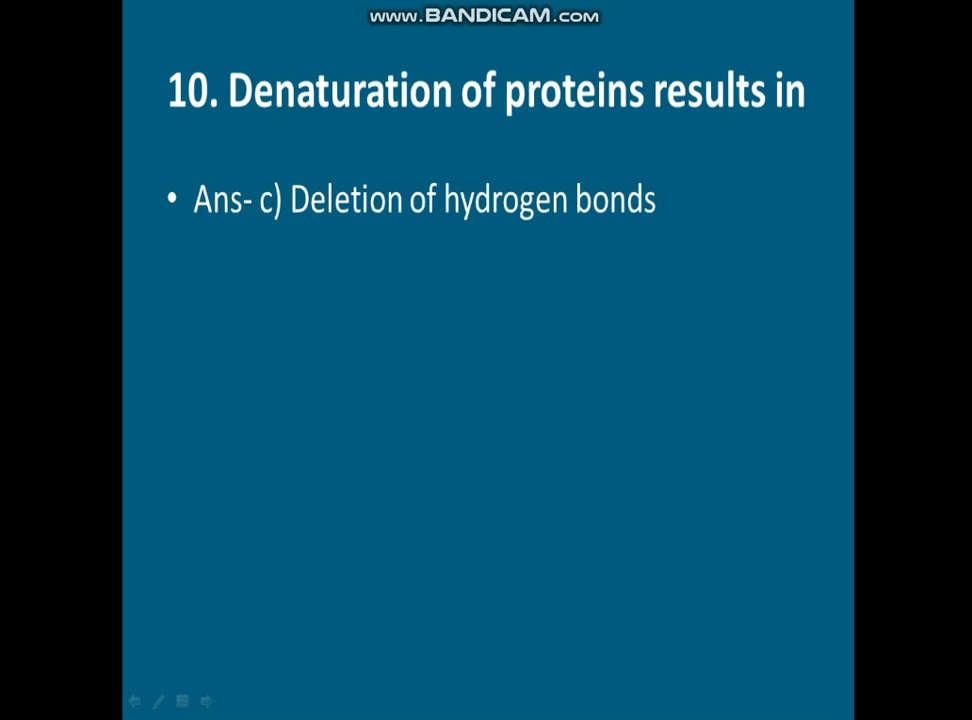 www.BANDICAM.com
10. Denaturation of proteins results in
• Ans- c) Deletion of hydrogen bonds